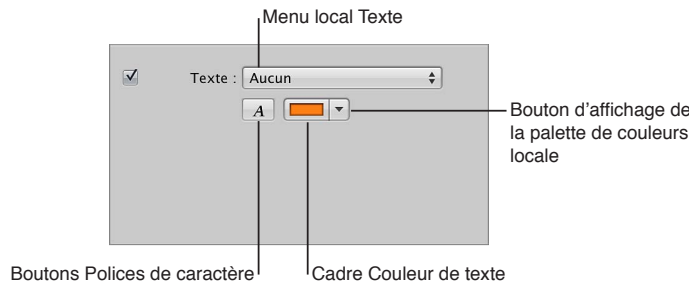 Menu local Texte
Texte : Aucun
A
Bouton d’affichage de
la palette de couleurs
locale
Boutons Polices de caractère
Cadre Couleur de texte